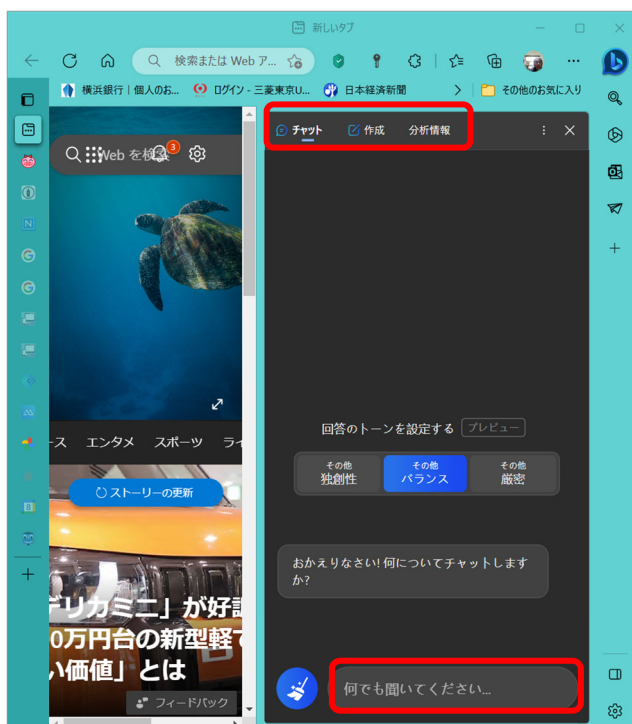 新しいタブ
検索または Web ア...
横浜銀行 | 個人のお...
ログイン - 三菱東京U...
日本経済新聞
その他のお気に入り
Web を検索
3
チャット
作成
分析情報
回答のトーンを設定する
プレビュー
その他
独創性
その他
バランス
その他
厳密
ース エンタメ スポーツ ライ
ストーリーの更新
おかえりなさい! 何についてチャットします
か?
デリカミニ」が好調
0万円台の新型軽で
い価値」とは
フィードバック
何でも聞いてください...